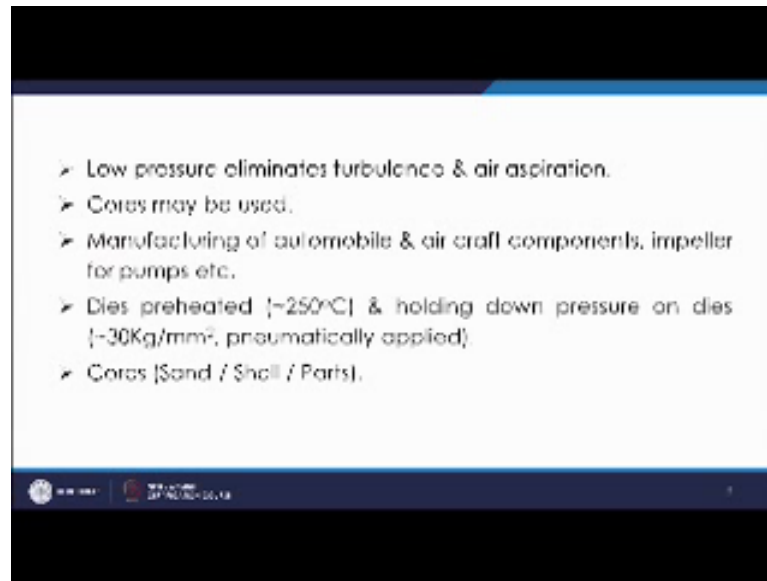 ➢ Low pressure eliminates turbulence & air aspiration.
➢ Cores may be used.
➢ Manufacturing of automobile & air craft components, impeller
for pumps etc.
➢ Dies preheated (~250°C) & holding down pressure on dies
(~30Kg/mm², pneumatically applied)
➢ Cores (Sand / Shell / Parts).